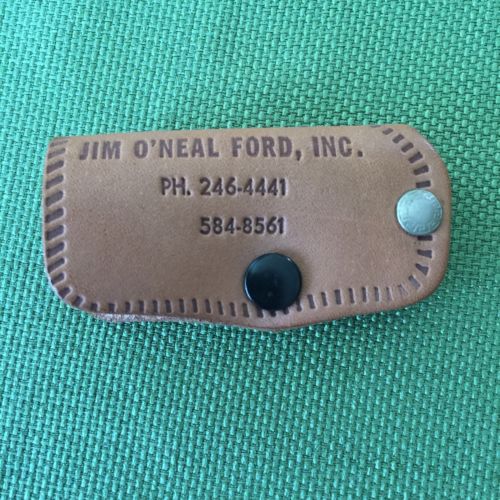 JIM O'NEAL FORD, INC.
PH. 246-4441
584-8561